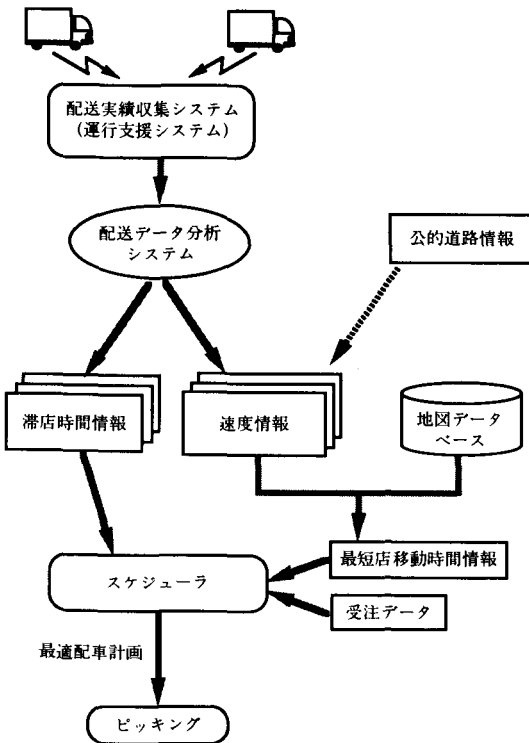 配送実績収集システム
(運行支援システム)
配送データ分析
システム
公的道路情報
滞店時間情報
速度情報
地図データ
ベース
最短店移動時間情報
スケジューラ
受注データ
最適配車計画
ピッキング